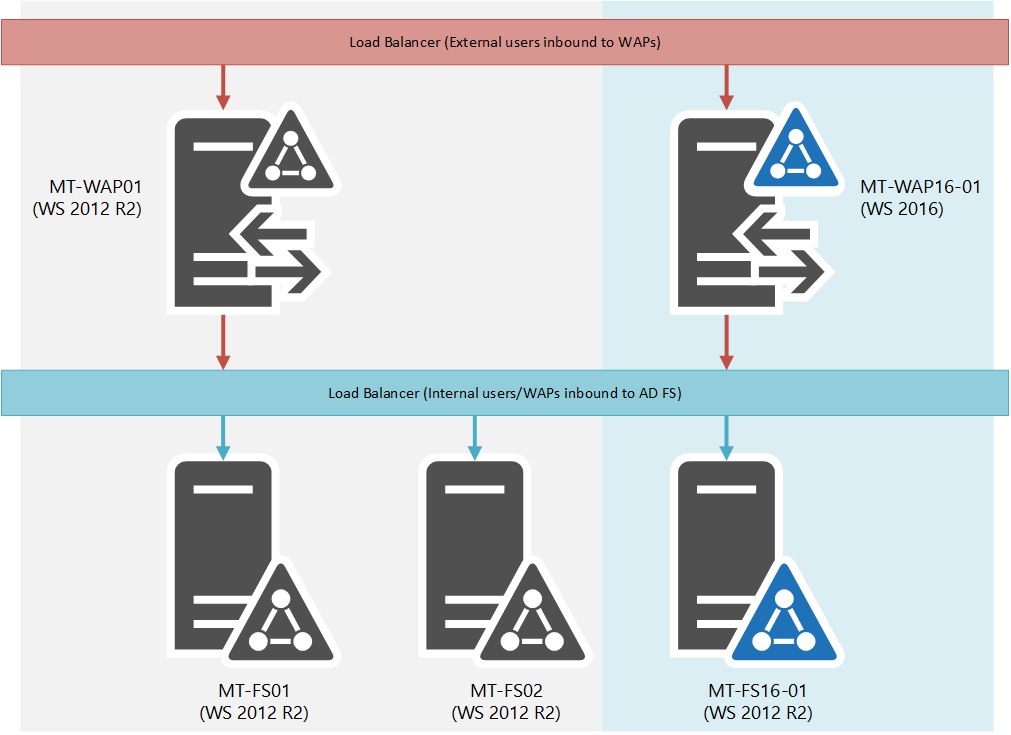 Load Balancer (External users inbound to WAPs)
MT-WAP01
(WS 2012 R2)
MT-WAP16-01
(WS 2016)
Load Balancer (Internal users/WAPs inbound to AD FS)
MT-FS01
(WS 2012 R2)
MT-FS02
(WS 2012 R2)
MT-FS16-01
(WS 2012 R2)